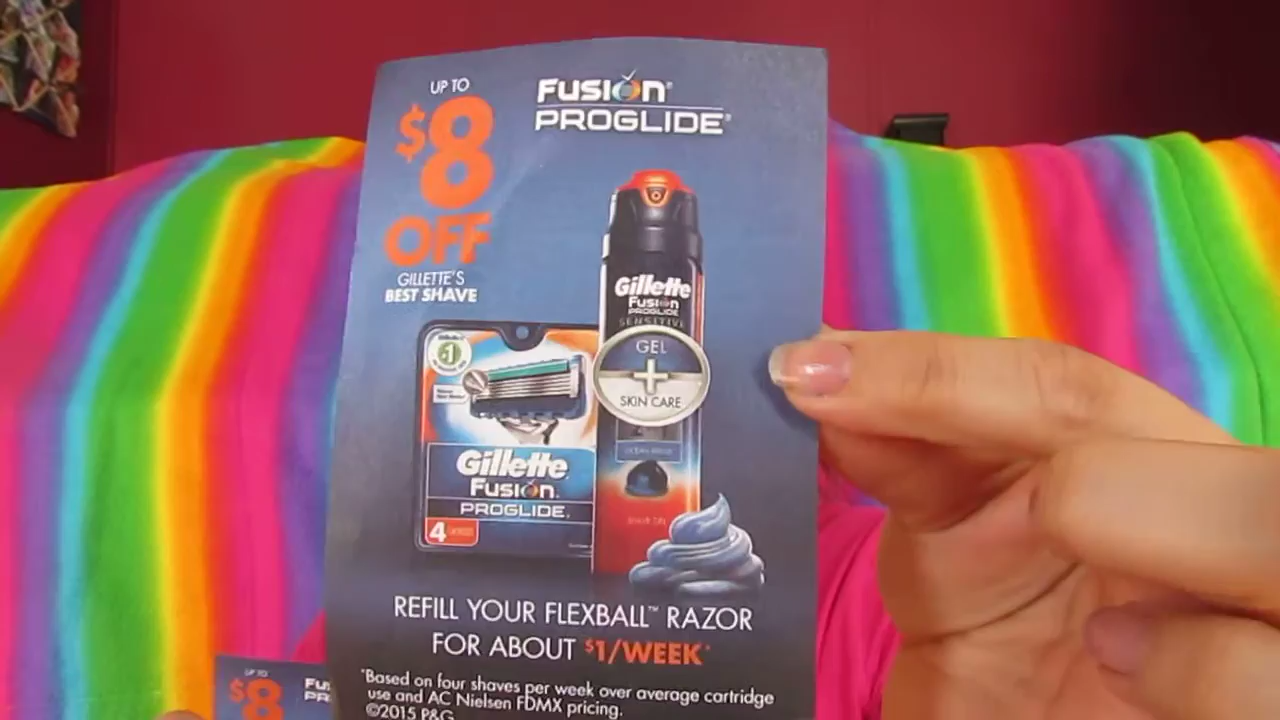 UP TO
$8
OFF
GILLETTE'S
BEST SHAVE
FUSION®
PROGLIDE®
Gillette
FUSION
PROGLIDE
SENSITIVE
GEL
+
SKIN CARE
#1
Gillette
FUSION.
PROGLIDE.
4
REFILL YOUR FLEXBALL™ RAZOR
FOR ABOUT $1/WEEK*
*Based on four shaves per week over average cartridge
use and AC Nielsen FDMX pricing.
©2015 P&G
UP TO
$8